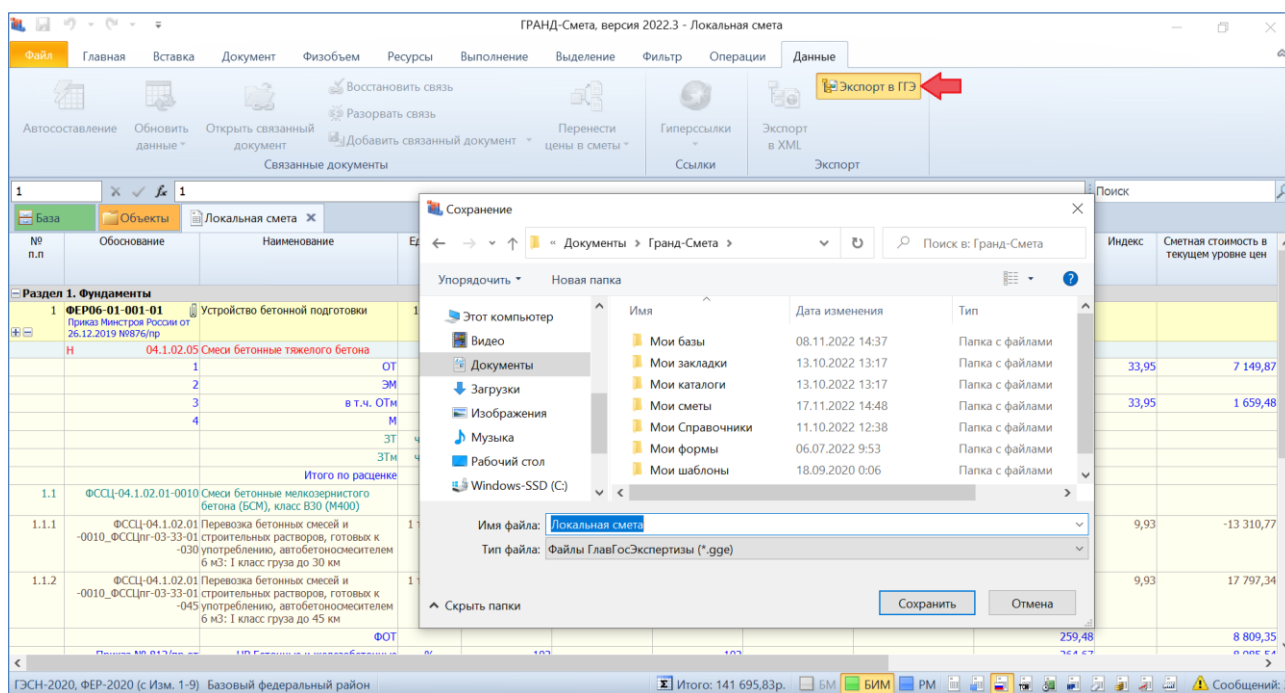 ГРАНД-Смета, версия 2022.3 - Локальная смета
Файл Главная Вставка Документ Физобъем Ресурсы Выполнение Выделение Фильтр Операции Данные
Автосоставление
Обновить
данные
Открыть связанный
документ
Восстановить связь
Разорвать связь
Добавить связанный документ
Перенести
цены в сметы
Гиперссылки
Экспорт
в XML
Экспорт в ГГЭ
Связанные документы Ссылки Экспорт
1 fx 1 Поиск
База Объекты Локальная смета
№
п.п
Обоснование Наименование Индекс
Сметная стоимость в
текущем уровне цен
Раздел 1. Фундаменты
1 ФЕР06-01-001-01 Устройство бетонной подготовки
Приказ Минстроя России от
26.12.2019 №876/пр
Н 04.1.02.05 Смеси бетонные тяжелого бетона
1 ОТ 33,95 7 149,87
2 ЭМ
3 в т.ч. ОТм 33,95 1 659,48
4 М
ЗТ
ЗТм
Итого по расценке
1.1 ФССЦ-04.1.02.01-0010 Смеси бетонные мелкозернистого
бетона (БСМ), класс В30 (М400)
1.1.1 ФССЦ-04.1.02.01 Перевозка бетонных смесей и 9,93 -13 310,77
-0010_ФССЦпг-03-33-01 строительных растворов, готовых к
-030 употреблению, автобетоносмесителем
6 м3: I класс груза до 30 км
1.1.2 ФССЦ-04.1.02.01 Перевозка бетонных смесей и 9,93 17 797,34
-0010_ФССЦпг-03-33-01 строительных растворов, готовых к
-045 употреблению, автобетоносмесителем
6 м3: I класс груза до 45 км
ФОТ 259,48 8 809,35
Сохранение
« Документы › Гранд-Смета › Поиск в: Гранд-Смета
Упорядочить Новая папка
Этот компьютер
Видео
Документы
Загрузки
Изображения
Музыка
Рабочий стол
Windows-SSD (C:)
Имя Дата изменения Тип
Мои базы 08.11.2022 14:37 Папка с файлами
Мои закладки 13.10.2022 13:17 Папка с файлами
Мои каталоги 13.10.2022 13:17 Папка с файлами
Мои сметы 17.11.2022 14:48 Папка с файлами
Мои Справочники 11.10.2022 12:38 Папка с файлами
Мои формы 06.07.2022 9:53 Папка с файлами
Мои шаблоны 18.09.2020 0:06 Папка с файлами
Имя файла: Локальная смета
Тип файла: Файлы ГлавГосЭкспертизы (*.gge)
Скрыть папки Сохранить Отмена
ГЭСН-2020, ФЕР-2020 (с Изм. 1-9) Базовый федеральный район Итого: 141 695,83р. БМ БИМ РМ Сообщений: